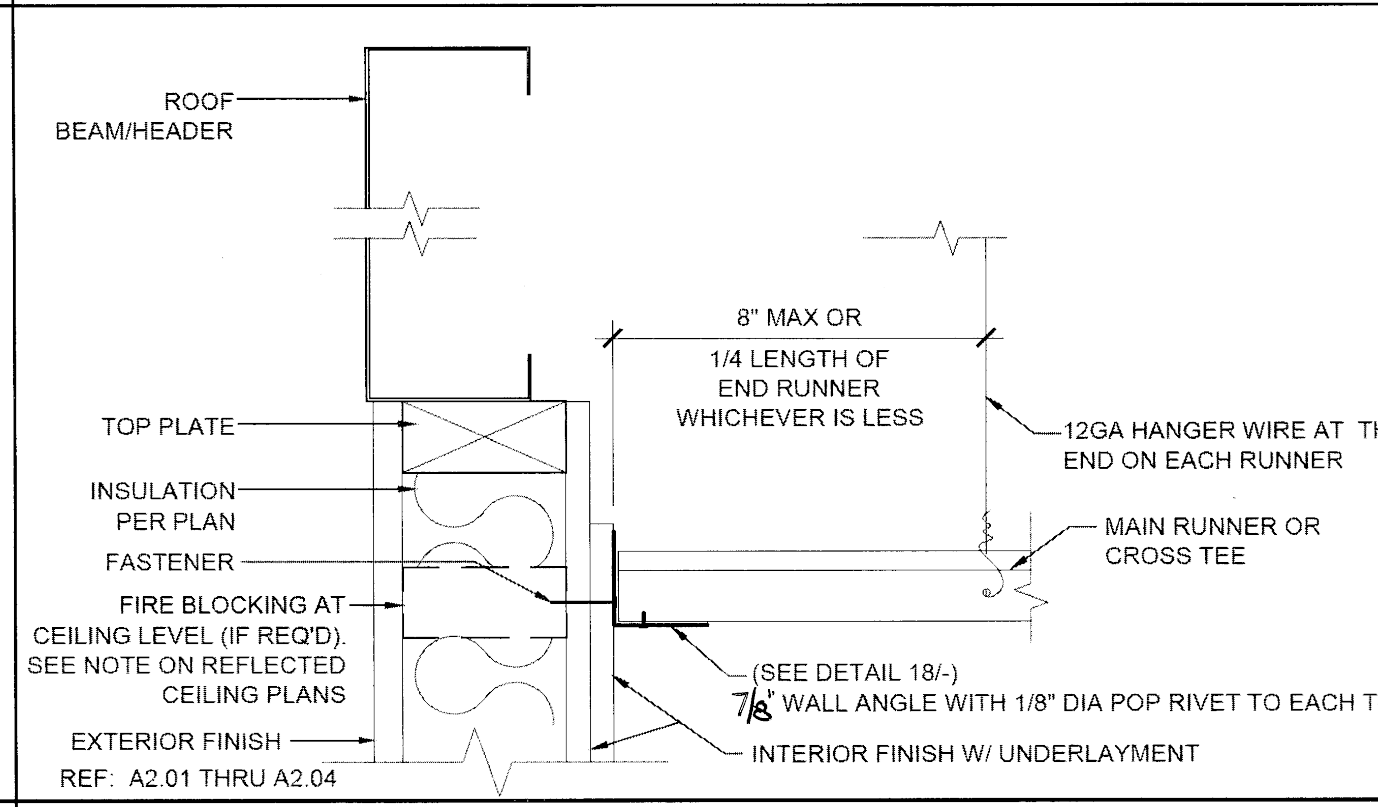 ROOF
BEAM/HEADER
8" MAX OR
1/4 LENGTH OF
END RUNNER
WHICHEVER IS LESS
TOP PLATE
12GA HANGER WIRE AT
END ON EACH RUNNER
INSULATION
PER PLAN
MAIN RUNNER OR
CROSS TEE
FASTENER
FIRE BLOCKING AT
CEILING LEVEL (IF REQ'D).
SEE NOTE ON REFLECTED
CEILING PLANS
(SEE DETAIL 18/-)
7/8" WALL ANGLE WITH 1/8" DIA POP RIVET TO EACH
EXTERIOR FINISH
INTERIOR FINISH W/ UNDERLAYMENT
REF: A2.01 THRU A2.04